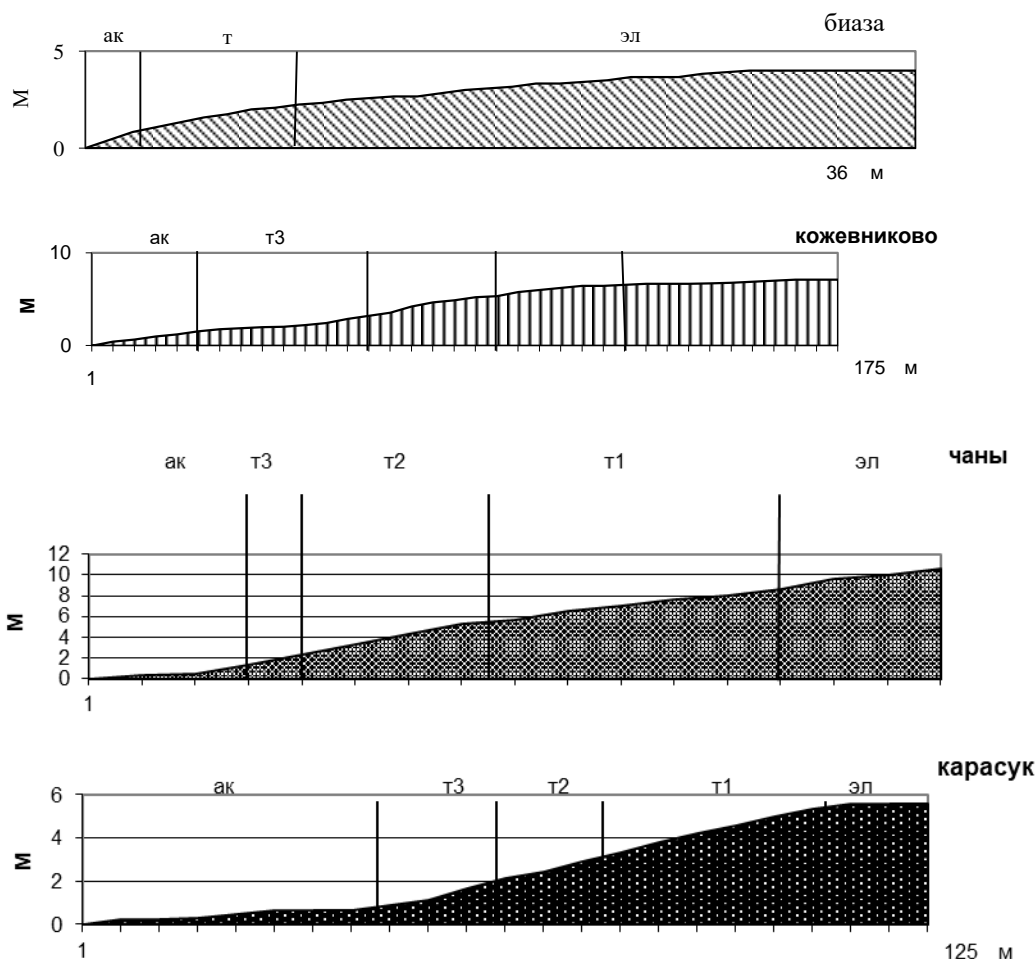 биаза
ак т эл
5
М
0
36 м
ак т3 кожевниково
10
м
0
1
175 м
ак т3 т2 т1 эл чаны
12
10
8
6
4
2
0
м
1
карасук
ак т3 т2 т1 эл
6
4
2
0
м
1
125 м